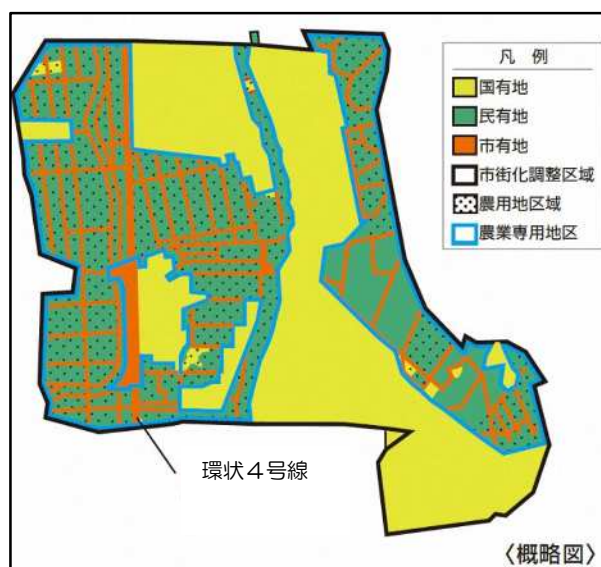 凡 例
国有地
民有地
市有地
市街化調整区域
農用地区域
農業専用地区
環状４号線
〈概略図〉